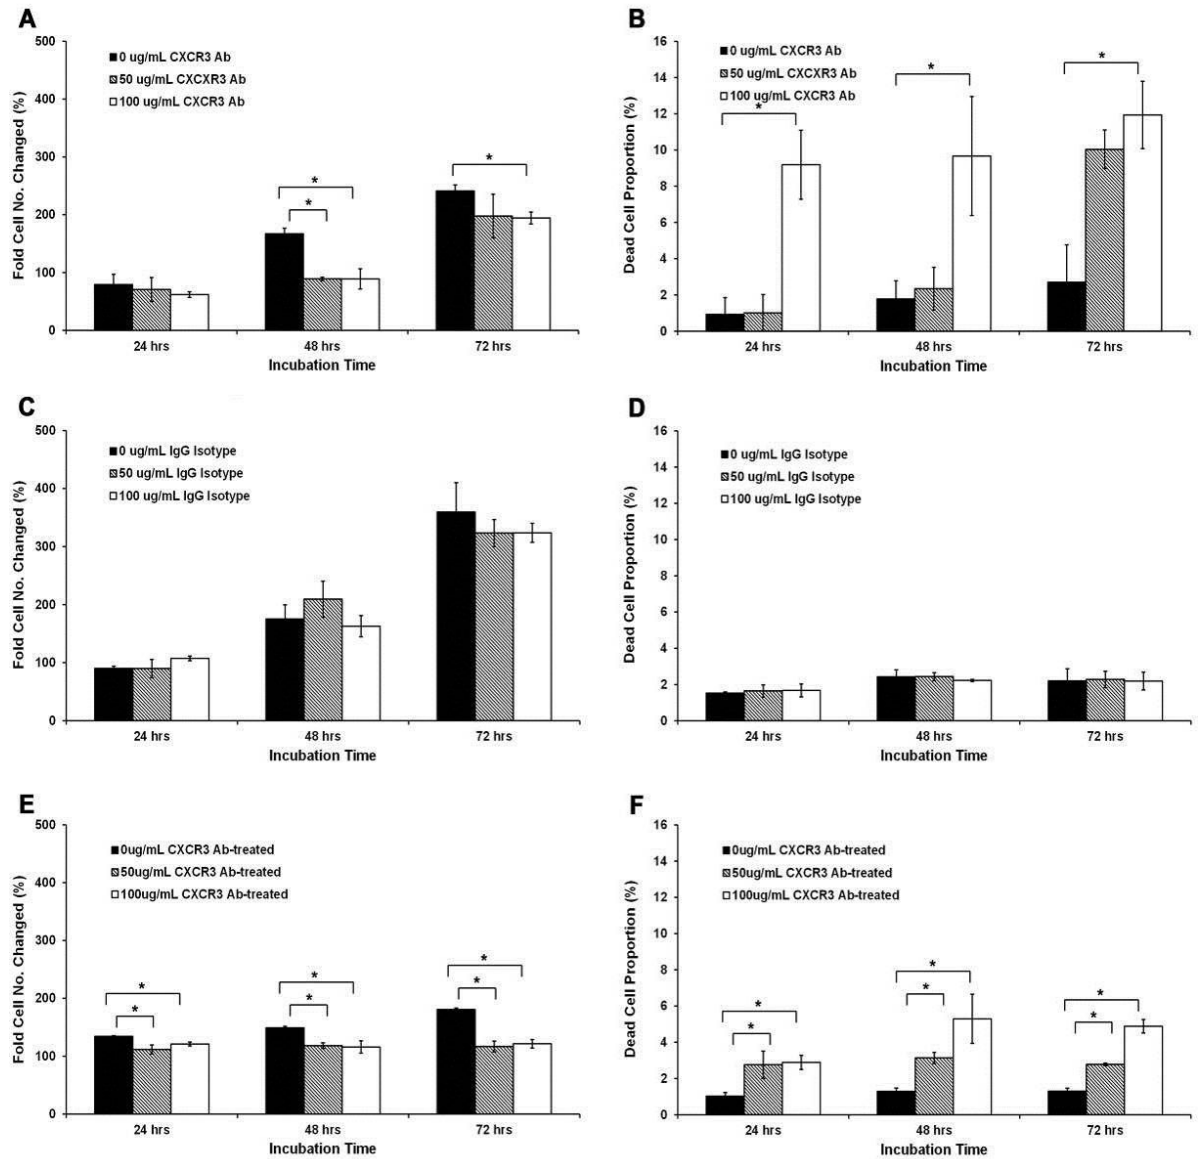 A
500
400
300
200
100
0
Fold Cell No. Changed (%)
0 ug/mL CXCR3 Ab
50 ug/mL CXCXR3 Ab
100 ug/mL CXCR3 Ab
*
*
*
24 hrs
48 hrs
72 hrs
Incubation Time
B
16
14
12
10
8
6
4
2
0
Dead Cell Proportion (%)
0 ug/mL CXCR3 Ab
50 ug/mL CXCXR3 Ab
100 ug/mL CXCR3 Ab
*
*
*
24 hrs
48 hrs
72 hrs
Incubation Time
C
500
400
300
200
100
0
Fold Cell No. Changed (%)
0 ug/mL IgG Isotype
50 ug/mL IgG Isotype
100 ug/mL IgG Isotype
24 hrs
48 hrs
72 hrs
Incubation Time
D
16
14
12
10
8
6
4
2
0
Dead Cell Proportion (%)
0 ug/mL IgG Isotype
50 ug/mL IgG Isotype
100 ug/mL IgG Isotype
24 hrs
48 hrs
72 hrs
Incubation Time
E
500
400
300
200
100
0
Fold Cell No. Changed (%)
0ug/mL CXCR3 Ab-treated
50ug/mL CXCR3 Ab-treated
100ug/mL CXCR3 Ab-treated
*
*
*
*
*
*
24 hrs
48 hrs
72 hrs
Incubation Time
F
16
14
12
10
8
6
4
2
0
Dead Cell Proportion (%)
0ug/mL CXCR3 Ab-treated
50ug/mL CXCR3 Ab-treated
100ug/mL CXCR3 Ab-treated
*
*
*
*
*
*
24 hrs
48 hrs
72 hrs
Incubation Time